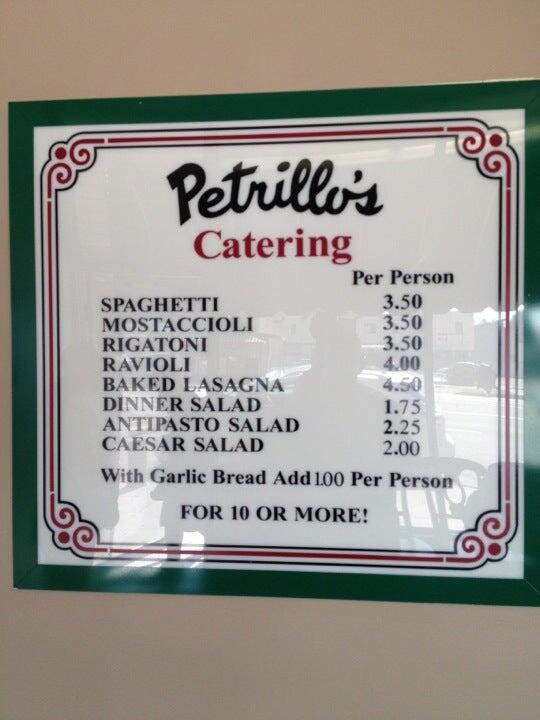 Petrillo's
Catering
Per Person
SPAGHETTI 3.50
MOSTACCIOLI 3.50
RIGATONI 3.50
RAVIOLI 4.00
BAKED LASAGNA 4.50
DINNER SALAD 1.75
ANTIPASTO SALAD 2.25
CAESAR SALAD 2.00
With Garlic Bread Add 1.00 Per Person
FOR 10 OR MORE!